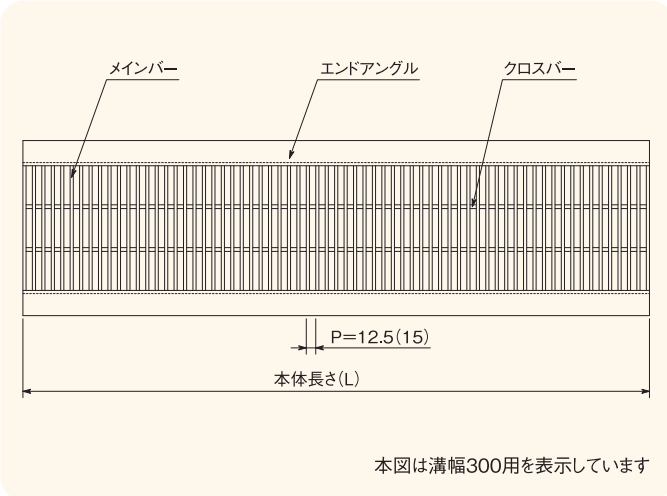 メインバー
エンドアングル
クロスバー
P=12.5(15)
本体長さ(L)
本図は溝幅300用を表示しています